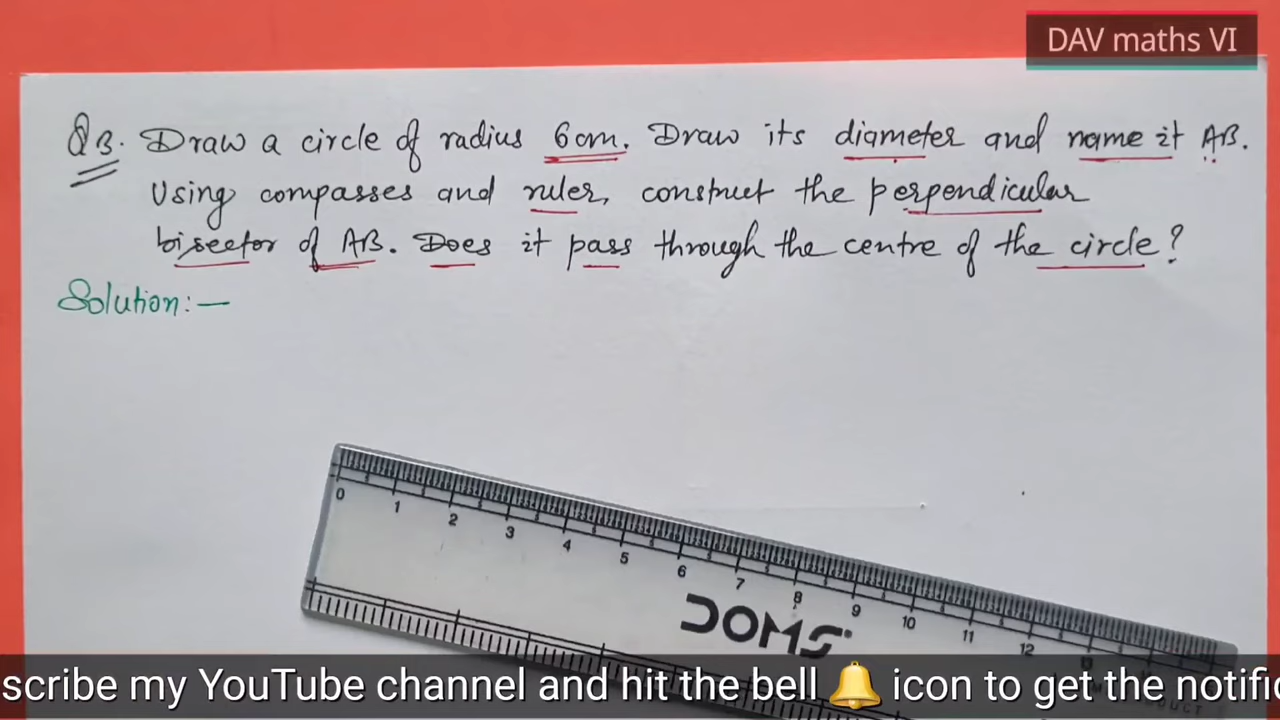 DAV maths VI
Q3. Draw a circle of radius 6cm. Draw its diameter and name it AB.
Using compasses and ruler, construct the perpendicular
bisector of AB. Does it pass through the centre of the circle?
Solution:—
0 1 2 3 4 5 6 7 8 9 10 11 12
DOMS
scribe my YouTube channel and hit the bell 🔔 icon to get the notific